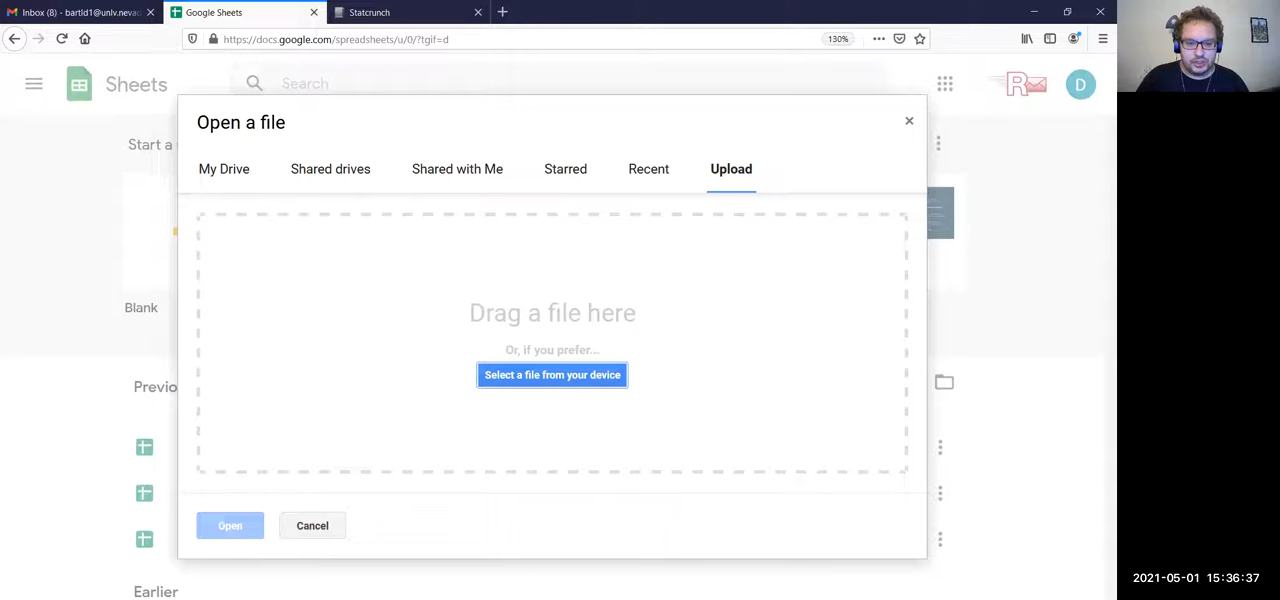 Inbox (8) - bartld1@unlv.nevad
Google Sheets
Statcrunch
https://docs.google.com/spreadsheets/u/0/?tgif=d
130%
Sheets
Search
R
D
Open a file
Start a
My Drive
Shared drives
Shared with Me
Starred
Recent
Upload
Blank
Drag a file here
Or, if you prefer...
Select a file from your device
Previo
Open
Cancel
Earlier
2021-05-01 15:36:37